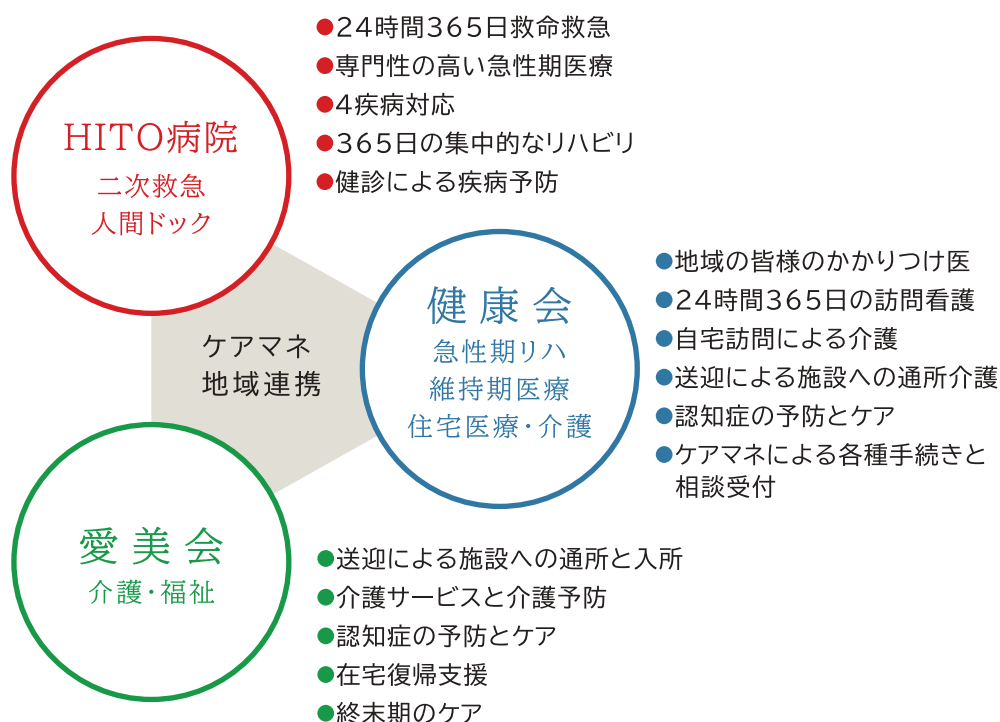 HITO病院
二次救急
人間ドック
●24時間365日救命救急
●専門性の高い急性期医療
●4疾病対応
●365日の集中的なリハビリ
●健診による疾病予防
ケアマネ
地域連携
健康会
急性期リハ
維持期医療
住宅医療・介護
●地域の皆様のかかりつけ医
●24時間365日の訪問看護
●自宅訪問による介護
●送迎による施設への通所介護
●認知症の予防とケア
●ケアマネによる各種手続きと
相談受付
愛美会
介護・福祉
●送迎による施設への通所と入所
●介護サービスと介護予防
●認知症の予防とケア
●在宅復帰支援
●終末期のケア